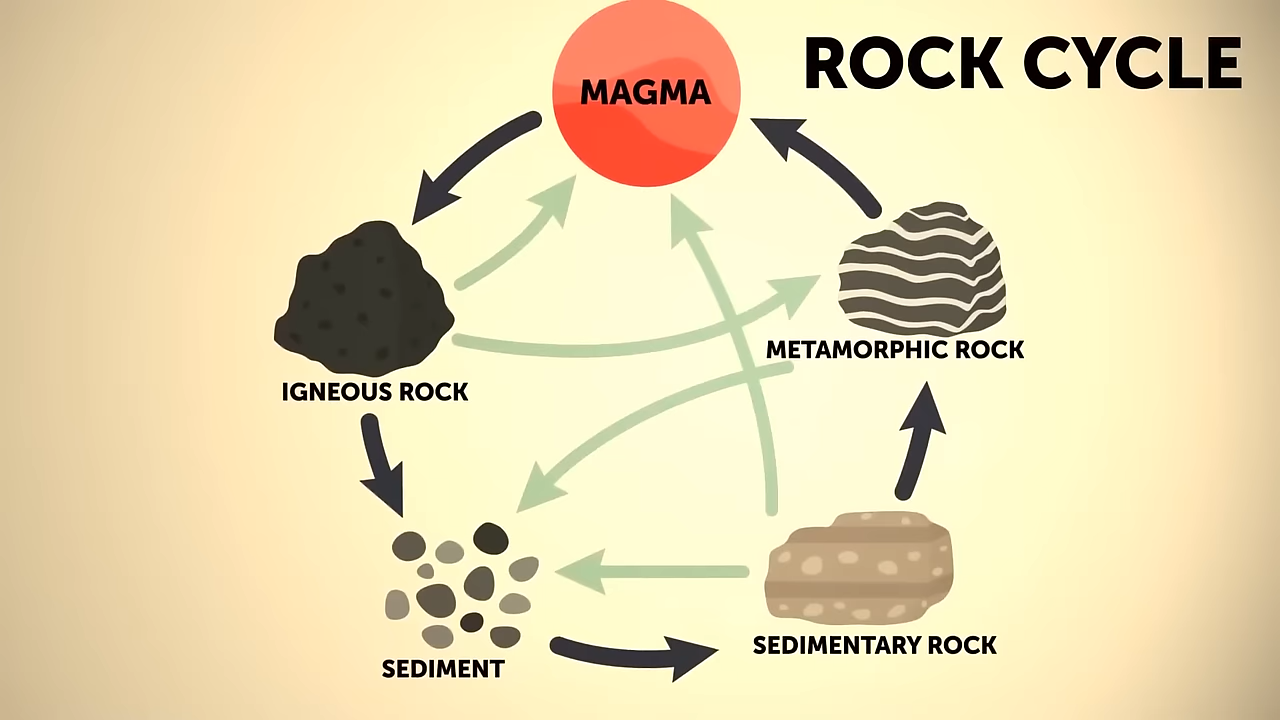 ROCK CYCLE
MAGMA
METAMORPHIC ROCK
IGNEOUS ROCK
SEDIMENTARY ROCK
SEDIMENT